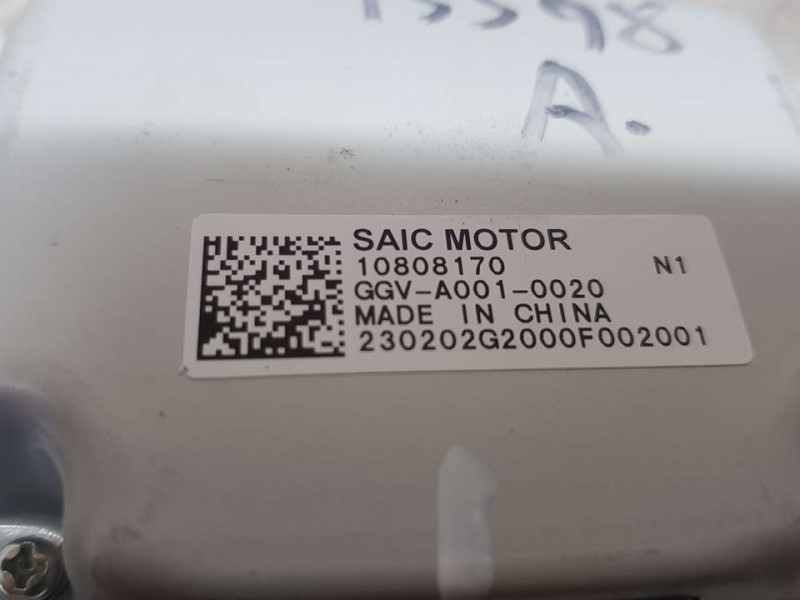 A.
SAIC MOTOR
10808170 N1
GGV-A001-0020
MADE IN CHINA
230202G2000F002001